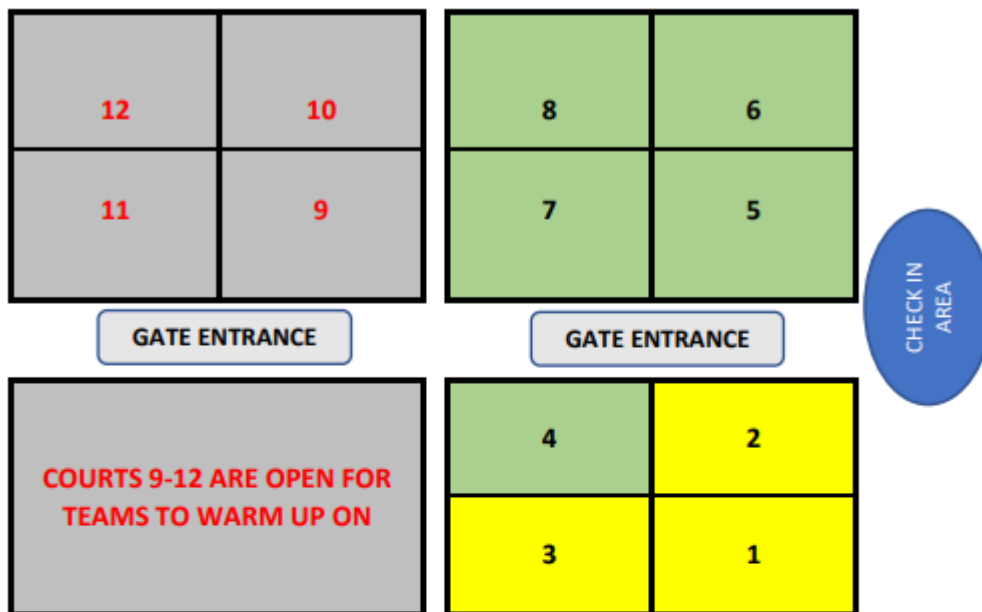 12
10
8
6
11
9
7
5
CHECK IN
AREA
GATE ENTRANCE
GATE ENTRANCE
COURTS 9-12 ARE OPEN FOR
TEAMS TO WARM UP ON
4
2
3
1